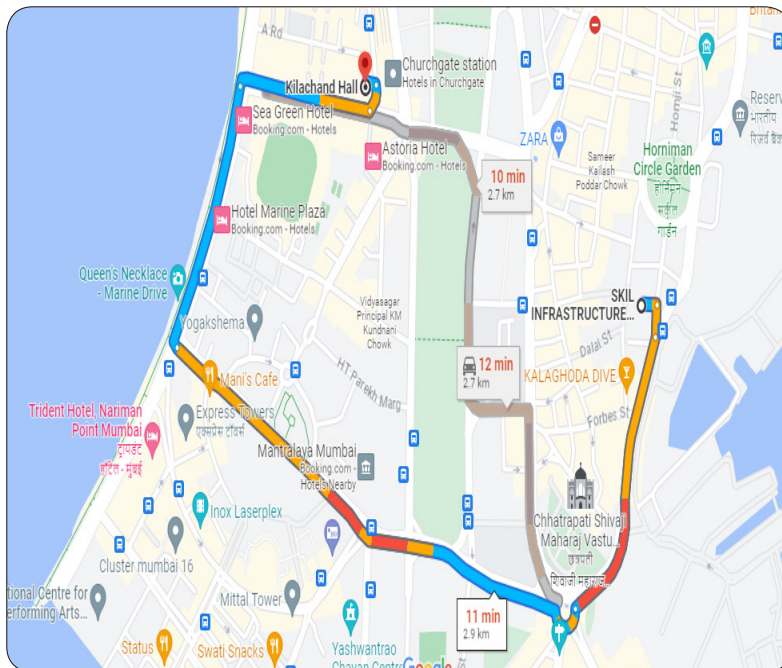 A Rd
Churchgate station
Hotels in Churchgate
Kilachand Hall
Sea Green Hotel
Booking.com - Hotels
Astoria Hotel
Booking.com - Hotels
ZARA
Homji St
Reser
भारतीय
रिजर्व बैंक
Sameer
Kailash
Poddar Chowk
Horniman
Circle Garden
हॉर्निमन
सर्कल
गार्डन
10 min
2.7 km
Hotel Marine Plaza
Booking.com - Hotels
Queen's Necklace
- Marine Drive
SKIL
INFRASTRUCTURE...
Vidyasagar
Principal KM
Kundnani
Chowk
Yogakshema
Dalal St
12 min
2.7 km
HT Parekh Marg
Mani's Cafe
KALAGHODA DIVE
Trident Hotel, Nariman
Point Mumbai
ट्रायडंट
हॉटेल - मुंबई
Express Towers
एक्सप्रेस टॉवर्स
Forbes St
Mantralaya Mumbai
Booking.com -
Hotels Nearby
Inox Laserplex
Chhatrapati Shivaji
Maharaj Vastu...
छत्रपती
शिवाजी महाराज
Cluster mumbai 16
tional Centre for
erforming Arts...
Mittal Tower
11 min
2.9 km
Status
Swati Snacks
Yashwantrao
Chavan Centr
Google